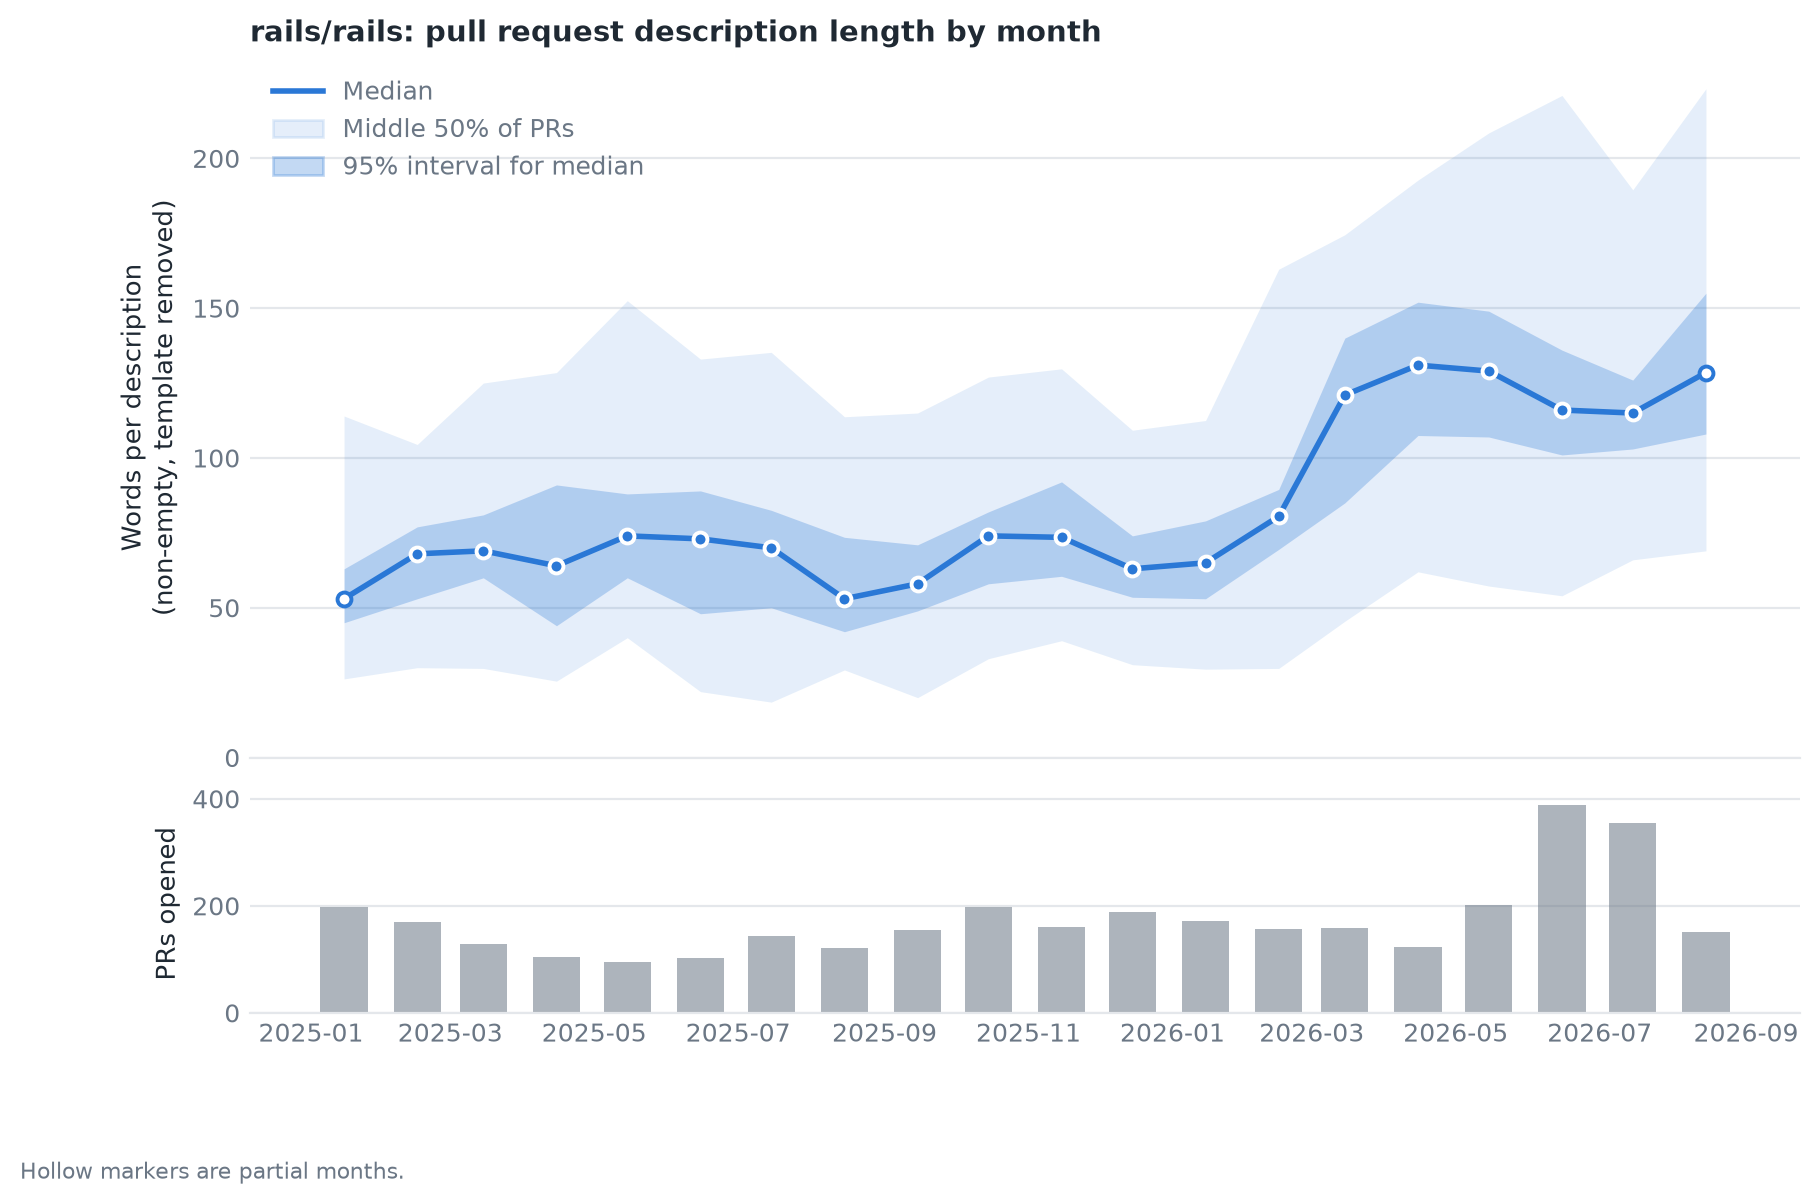 rails/rails: pull request description length by month
Median
Middle 50% of PRs
95% interval for median
200
150
100
50
0
Words per description
(non-empty, template removed)
400
200
0
PRs opened
2025-01 2025-03 2025-05 2025-07 2025-09 2025-11 2026-01 2026-03 2026-05 2026-07 2026-09
Hollow markers are partial months.